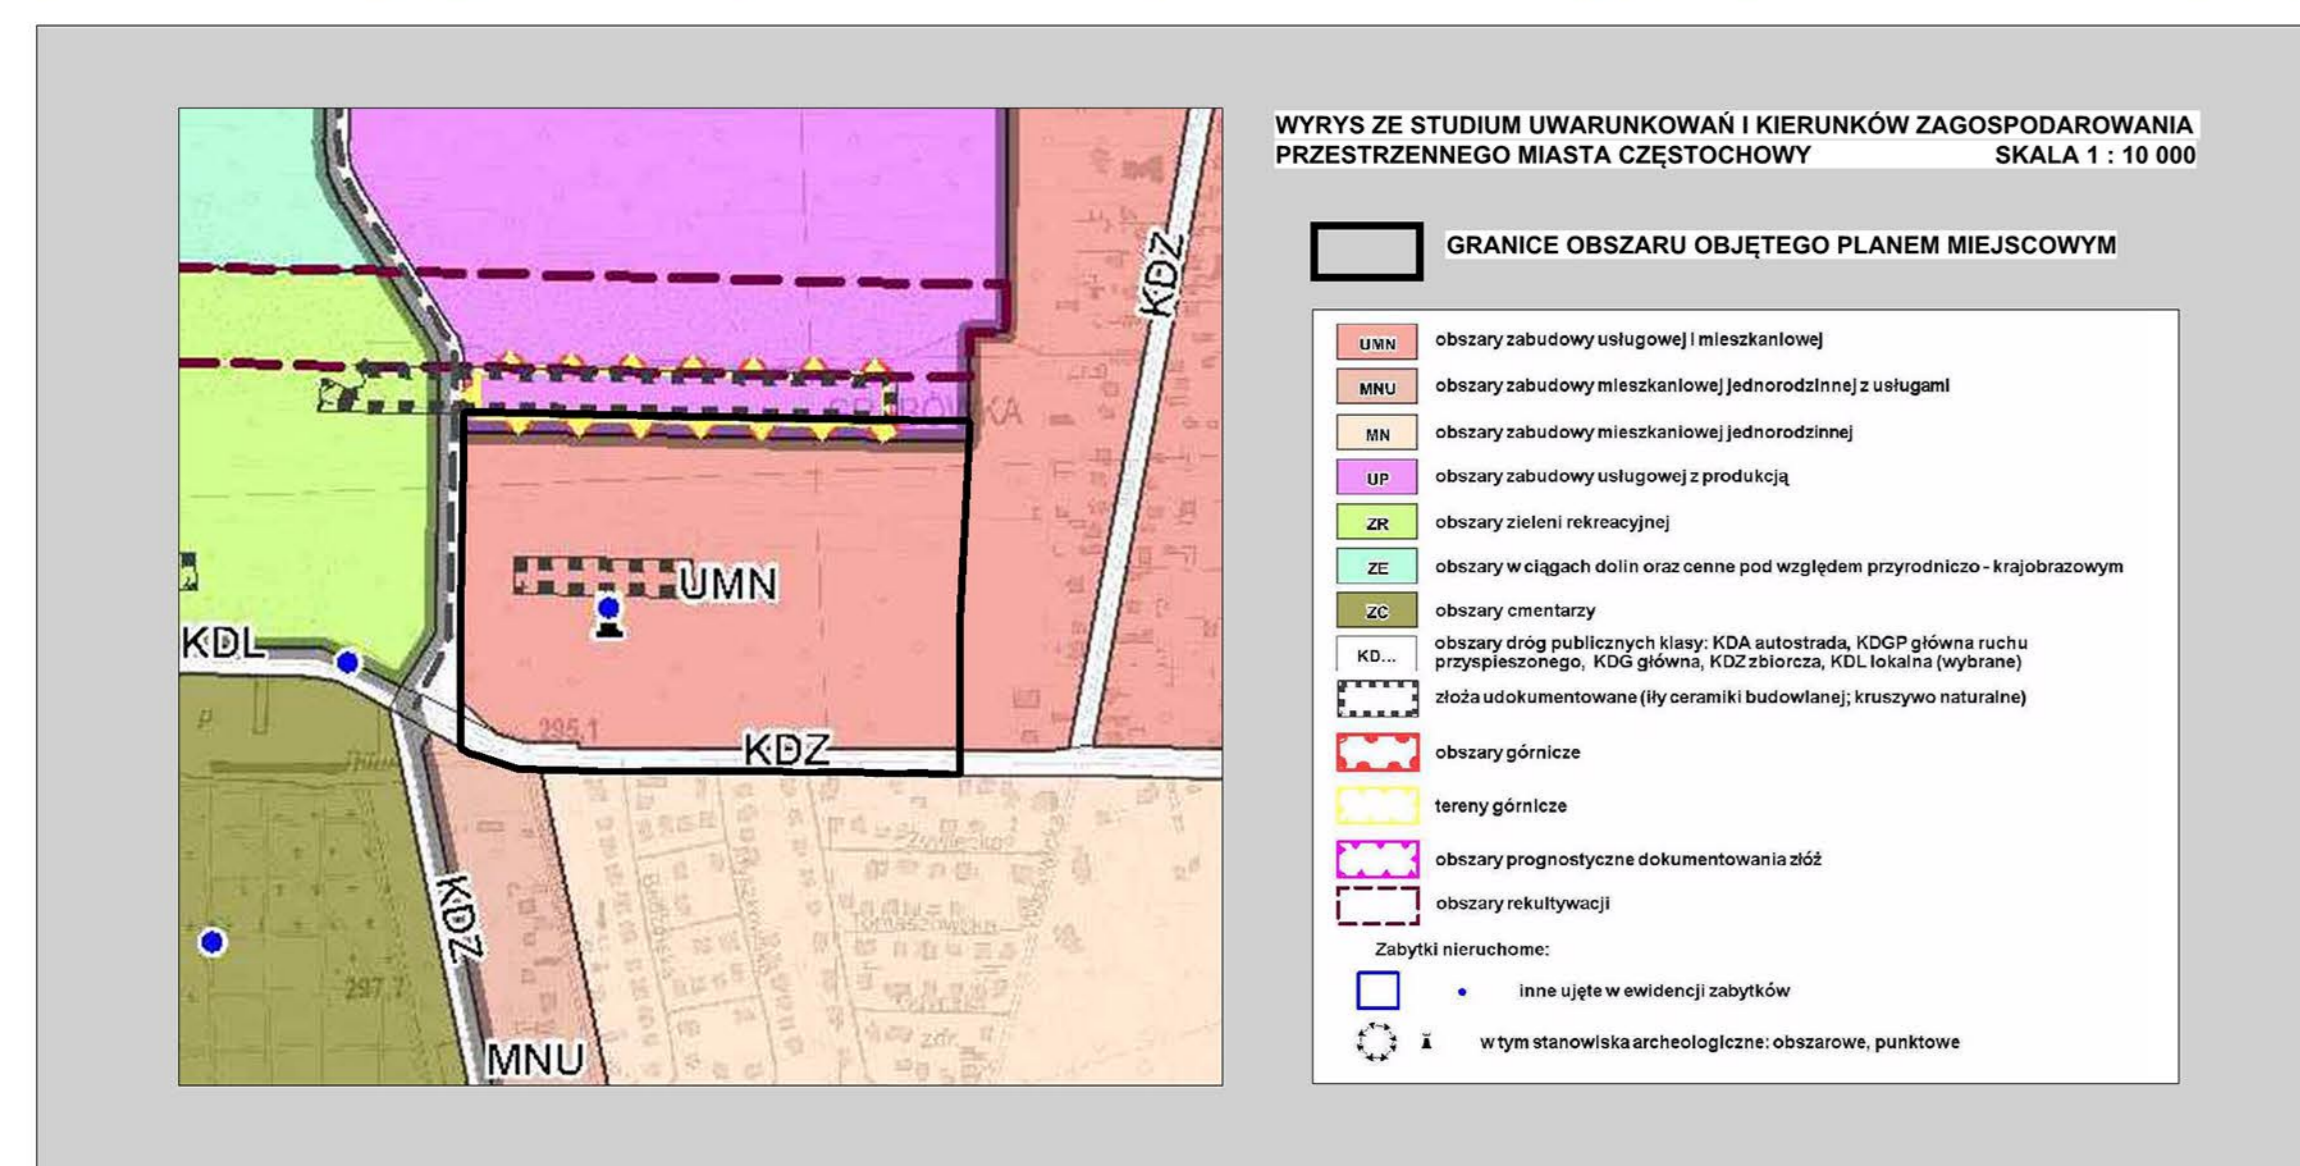 WYRYS ZE STUDIUM UWARUNKOWAŃ I KIERUNKÓW ZAGOSPODAROWANIA
PRZESTRZENNEGO MIASTA CZĘSTOCHOWY SKALA 1 : 10 000
GRANICE OBSZARU OBJĘTEGO PLANEM MIEJSCOWYM
UMN obszary zabudowy usługowej i mieszkaniowej
MNU obszary zabudowy mieszkaniowej jednorodzinnej z usługami
MN obszary zabudowy mieszkaniowej jednorodzinnej
UP obszary zabudowy usługowej z produkcją
ZR obszary zieleni rekreacyjnej
ZE obszary w ciągach dolin oraz cenne pod względem przyrodniczo - krajobrazowym
ZC obszary cmentarzy
KD... obszary dróg publicznych klasy: KDA autostrada, KDGP główna ruchu
przyspieszonego, KDG główna, KDZ zbiorcza, KDL lokalna (wybrane)
złoża udokumentowane (iły ceramiki budowlanej; kruszywo naturalne)
obszary górnicze
tereny górnicze
obszary prognostyczne dokumentowania złóż
obszary rekultywacji
Zabytki nieruchome:
inne ujęte w ewidencji zabytków
w tym stanowiska archeologiczne: obszarowe, punktowe
KDZ
UMN
KDL
295,1
KDZ
KDZ
297,7
MNU
zdr.